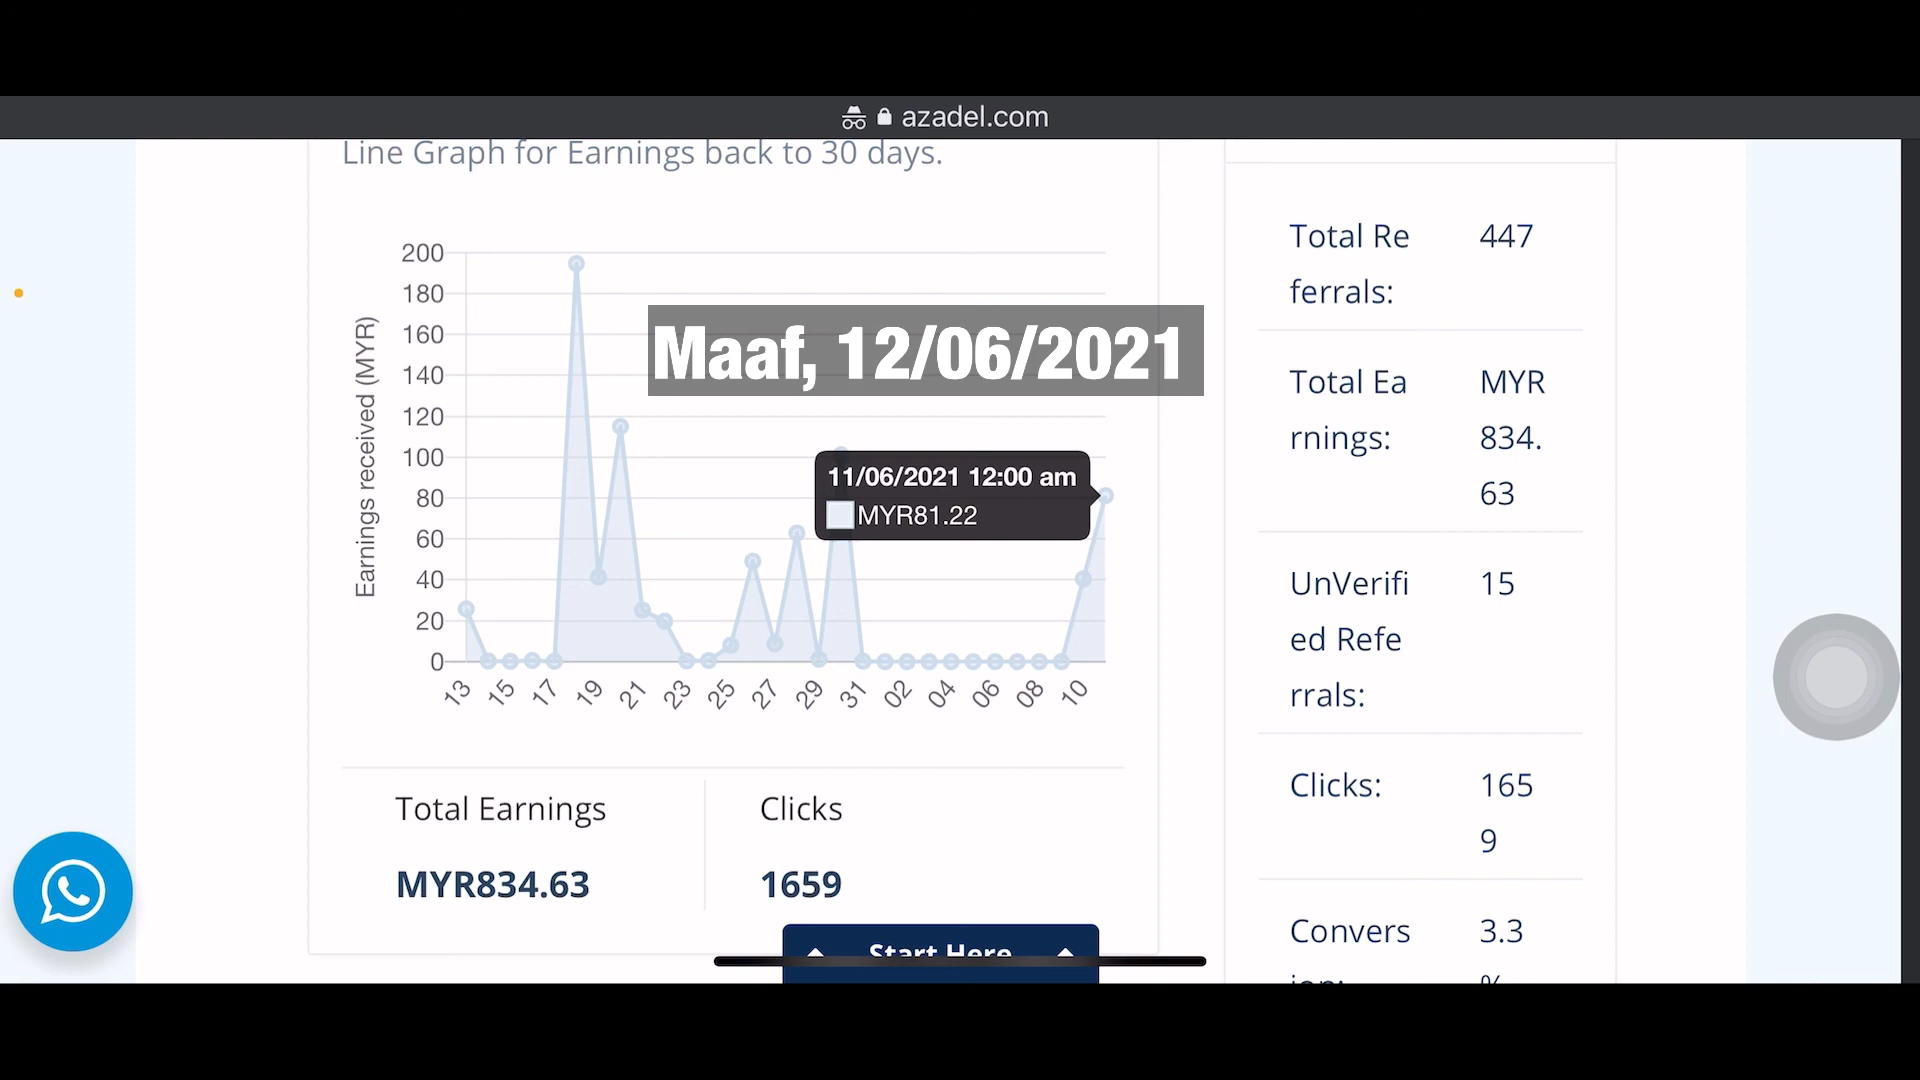 azadel.com
Line Graph for Earnings back to 30 days.
Earnings received (MYR)
200
180
160
140
120
100
80
60
40
20
0
13
15
17
19
21
23
25
27
29
31
02
04
06
08
10
Maaf, 12/06/2021
11/06/2021 12:00 am
MYR81.22
Total Earnings
MYR834.63
Clicks
1659
Start Here
Total Re
ferrals:
447
Total Ea
rnings:
MYR
834.
63
UnVerifi
ed Refe
rrals:
15
Clicks:
165
9
Convers
ion:
3.3
%